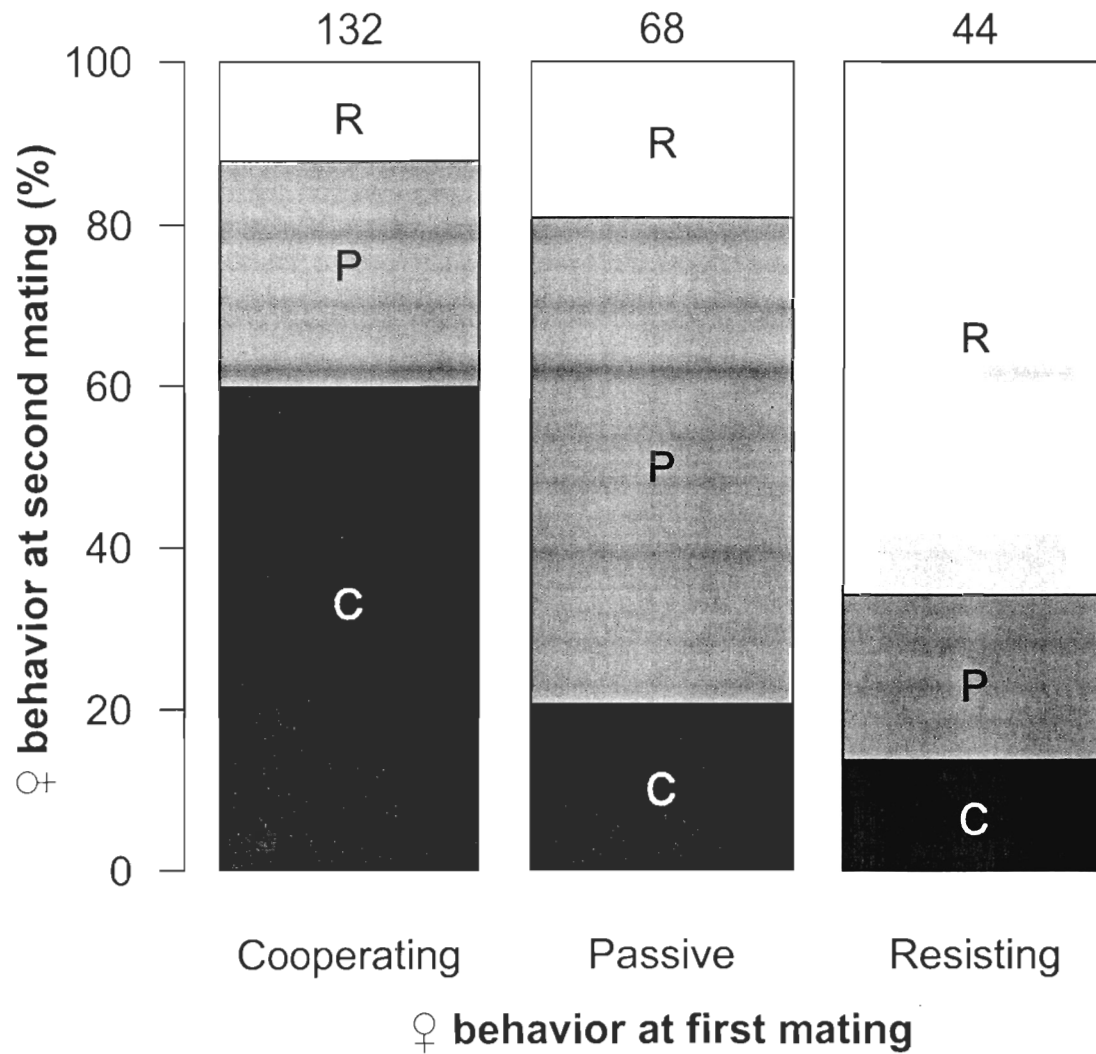 132 68 44
100
80
60
40
20
0
♀ behavior at second mating (%)
R
P
C
R
P
C
R
P
C
Cooperating Passive Resisting
♀ behavior at first mating